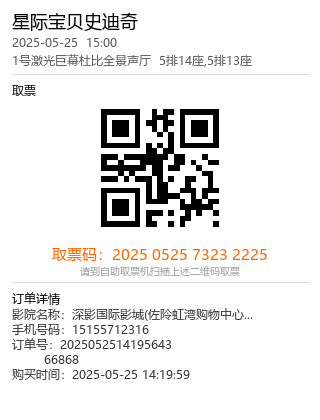 星际宝贝史迪奇
2025-05-25 15:00
1号激光巨幕杜比全景声厅 5排14座,5排13座
取票
取票码：2025 0525 7323 2225
请到自助取票机扫描上述二维码取票
订单详情
影院名称：深影国际影城(佐阾虹湾购物中心...
手机号码：15155712316
订单号：2025052514195643
66868
购买时间：2025-05-25 14:19:59